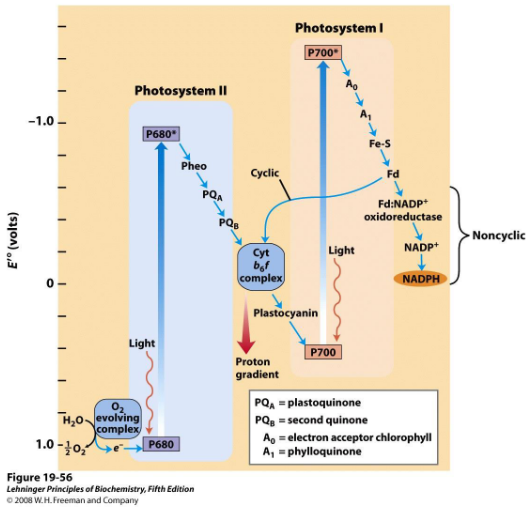 Photosystem I
P700*
Photosystem II
A0
A1
–1.0
P680*
Fe-S
Pheo
Cyclic
Fd
PQA
Fd:NADP+
oxidoreductase
PQB
Noncyclic
E′° (volts)
Cyt
b6f
complex
Light
NADP+
0
NADPH
Plastocyanin
Light
P700
Proton
gradient
PQA = plastoquinone
PQB = second quinone
A0 = electron acceptor chlorophyll
A1 = phylloquinone
O2
evolving
complex
H2O
1.0
½O2
e–
P680
Figure 19-56
Lehninger Principles of Biochemistry, Fifth Edition
© 2008 W. H. Freeman and Company